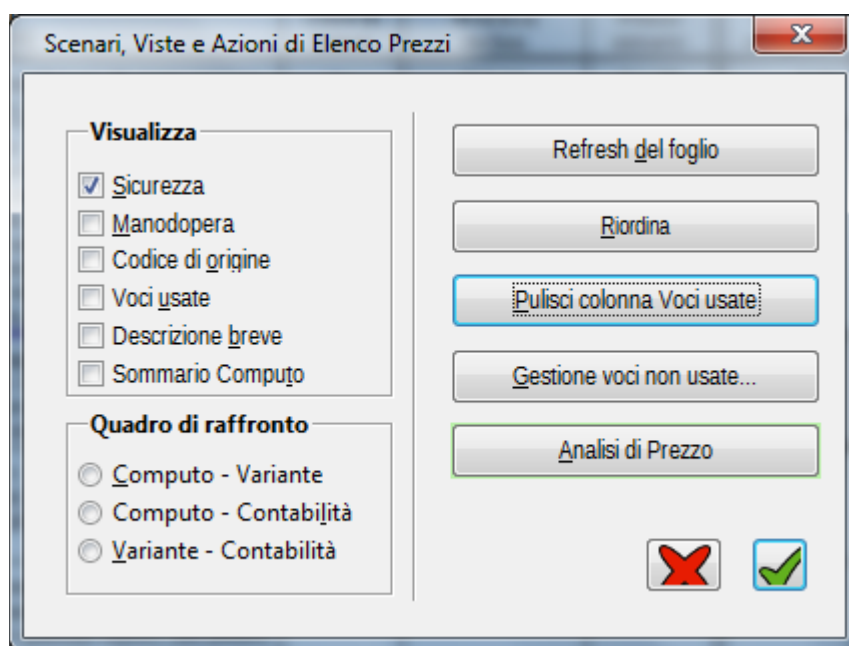 Scenari, Viste e Azioni di Elenco Prezzi
Visualizza
Sicurezza
Manodopera
Codice di origine
Voci usate
Descrizione breve
Sommario Computo
Quadro di raffronto
Computo - Variante
Computo - Contabilità
Variante - Contabilità
Refresh del foglio
Riordina
Pulisci colonna Voci usate
Gestione voci non usate...
Analisi di Prezzo